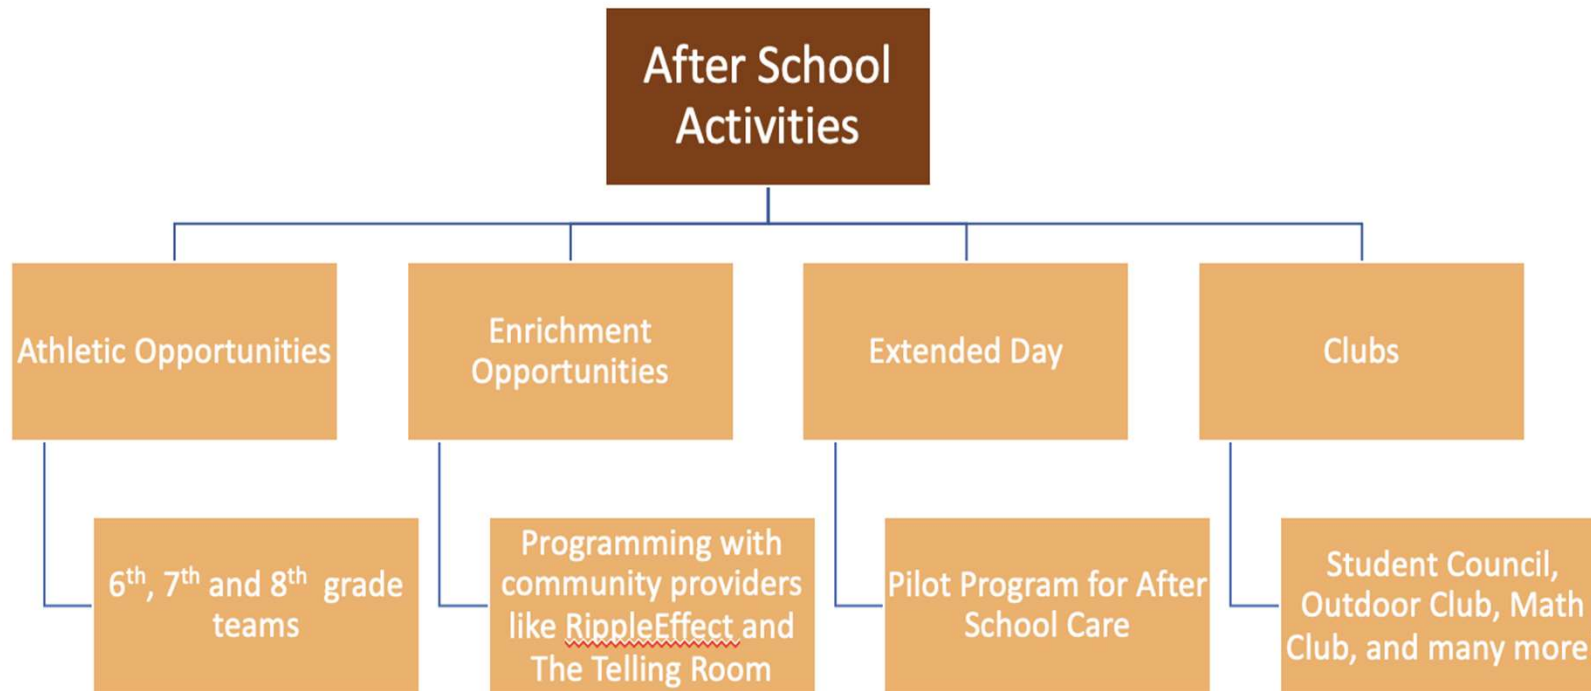 After School
Activities
Athletic Opportunities
Enrichment
Opportunities
Extended Day
Clubs
6th, 7th and 8th grade
teams
Programming with
community providers
like RippleEffect and
The Telling Room
Pilot Program for After
School Care
Student Council,
Outdoor Club, Math
Club, and many more